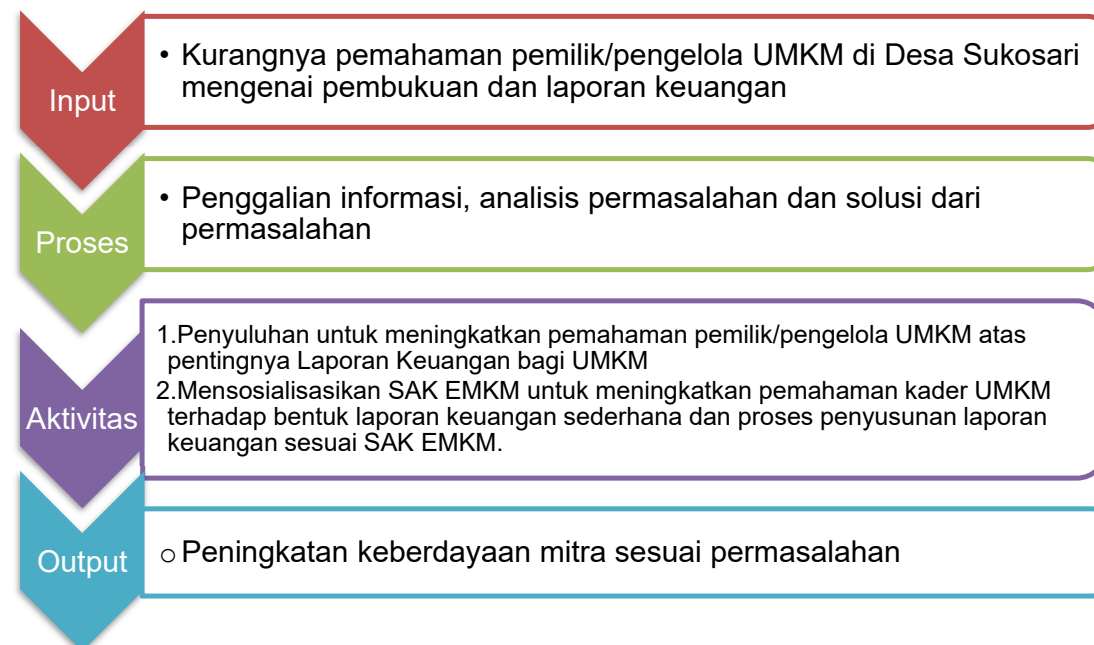 Input
• Kurangnya pemahaman pemilik/pengelola UMKM di Desa Sukosari
mengenai pembukuan dan laporan keuangan
Proses
• Penggalian informasi, analisis permasalahan dan solusi dari
permasalahan
Aktivitas
1.Penyuluhan untuk meningkatkan pemahaman pemilik/pengelola UMKM atas
pentingnya Laporan Keuangan bagi UMKM
2.Mensosialisasikan SAK EMKM untuk meningkatkan pemahaman kader UMKM
terhadap bentuk laporan keuangan sederhana dan proses penyusunan laporan
keuangan sesuai SAK EMKM.
Output
○ Peningkatan keberdayaan mitra sesuai permasalahan